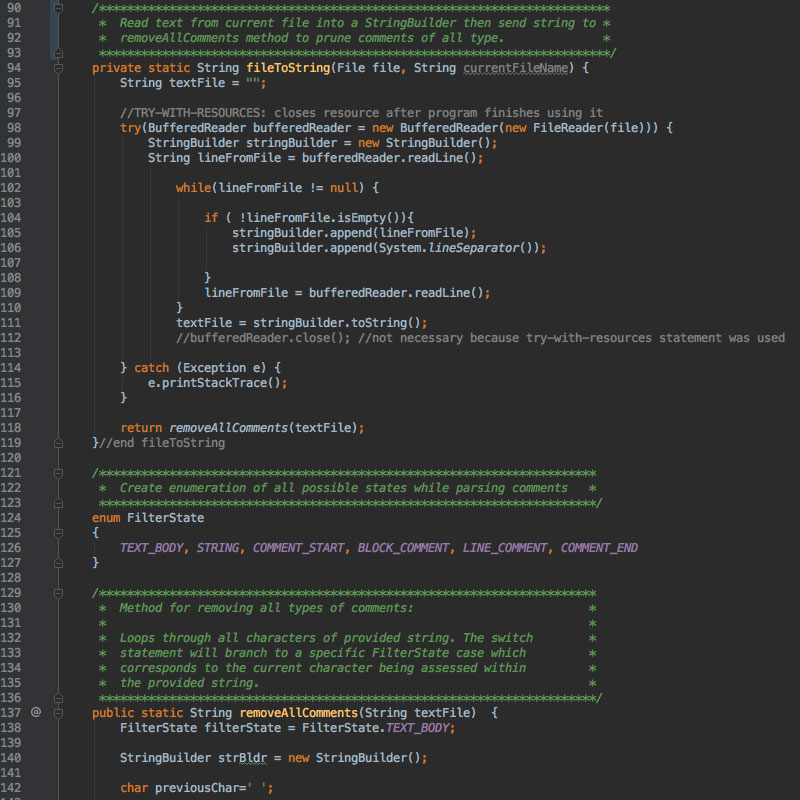 90 /*************************************************************************
91 * Read text from current file into a StringBuilder then send string to *
92 * removeAllComments method to prune comments of all type. *
93 *************************************************************************/
94 private static String fileToString(File file, String currentFileName) {
95 String textFile = "";
96
97 //TRY-WITH-RESOURCES: closes resource after program finishes using it
98 try(BufferedReader bufferedReader = new BufferedReader(new FileReader(file))) {
99 StringBuilder stringBuilder = new StringBuilder();
100 String lineFromFile = bufferedReader.readLine();
101
102 while(lineFromFile != null) {
103
104 if ( !lineFromFile.isEmpty()){
105 stringBuilder.append(lineFromFile);
106 stringBuilder.append(System.lineSeparator());
107
108 }
109 lineFromFile = bufferedReader.readLine();
110 }
111 textFile = stringBuilder.toString();
112 //bufferedReader.close(); //not necessary because try-with-resources statement was used
113
114 } catch (Exception e) {
115 e.printStackTrace();
116 }
117
118 return removeAllComments(textFile);
119 }//end fileToString
120
121 /***********************************************************************
122 * Create enumeration of all possible states while parsing comments *
123 ***********************************************************************/
124 enum FilterState
125 {
126 TEXT_BODY, STRING, COMMENT_START, BLOCK_COMMENT, LINE_COMMENT, COMMENT_END
127 }
128
129 /***********************************************************************
130 * Method for removing all types of comments: *
131 * *
132 * Loops through all characters of provided string. The switch *
133 * statement will branch to a specific FilterState case which *
134 * corresponds to the current character being assessed within *
135 * the provided string. *
136 ***********************************************************************/
137 @ public static String removeAllComments(String textFile) {
138 FilterState filterState = FilterState.TEXT_BODY;
139
140 StringBuilder strBldr = new StringBuilder();
141
142 char previousChar=' ';